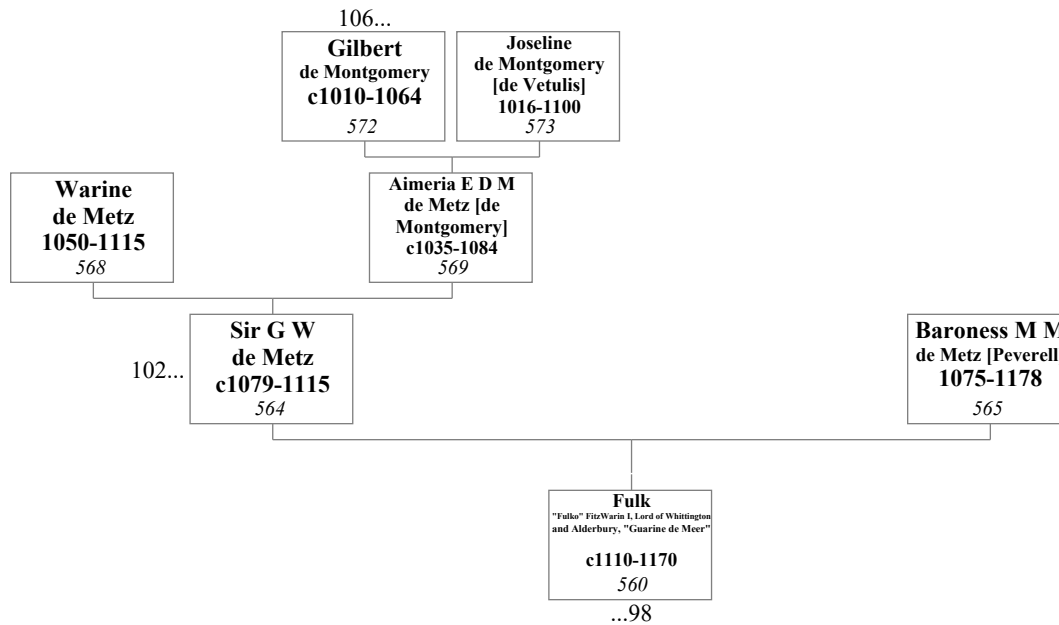 106...
Gilbert
de Montgomery
c1010-1064
572
Joseline
de Montgomery
[de Vetulis]
1016-1100
573
Warine
de Metz
1050-1115
568
Aimeria E D M
de Metz [de
Montgomery]
c1035-1084
569
102...
Sir G W
de Metz
c1079-1115
564
Baroness M M
de Metz [Peverell
1075-1178
565
Fulk
"Fulko" FitzWarin I, Lord of Whittington
and Alderbury, "Guarine de Meer"
c1110-1170
560
...98